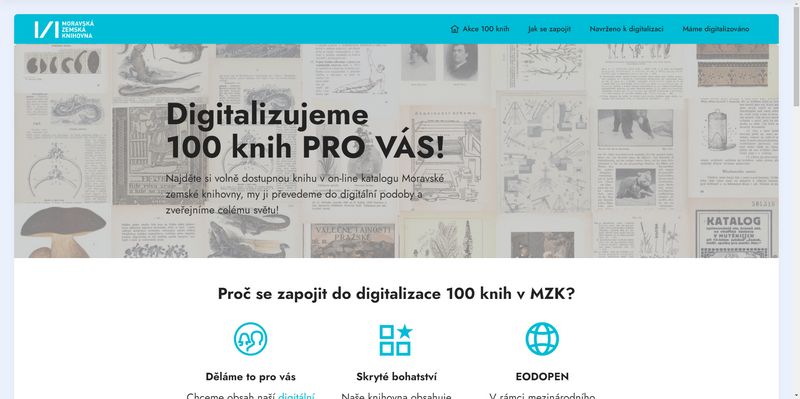 MORAVSKÁ
ZEMSKÁ
KNIHOVNA
Akce 100 knih
Jak se zapojit
Navrženo k digitalizaci
Máme digitalizováno
Digitalizujeme
100 knih PRO VÁS!
Najděte si volně dostupnou knihu v on-line katalogu Moravské
zemské knihovny, my ji převedeme do digitální podoby a
zveřejníme celému světu!
VÁLEČNÉ TAJNOSTI
PRAŽSKÉ
KATALOG
Proč se zapojit do digitalizace 100 knih v MZK?
Děláme to pro vás
Skryté bohatství
EODOPEN
Chceme obsah naší digitální
Naše knihovna obsahuje
V rámci mezinárodního